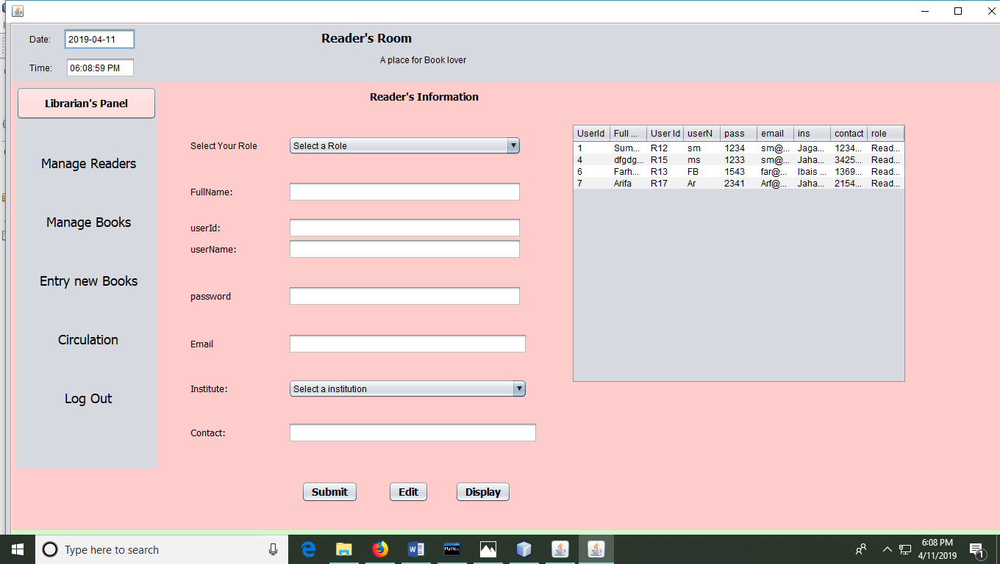 Date: 2019-04-11
Reader's Room
A place for Book lover
Time: 06:08:59 PM
Librarian's Panel
Manage Readers
Manage Books
Entry new Books
Circulation
Log Out
Reader's Information
Select Your Role Select a Role
FullName:
userId:
userName:
password
Email
Institute: Select a institution
Contact:
Submit Edit Display
UserId Full ... User Id userN pass email ins contact role
1 Sum... R12 sm 1234 sm@... Jaga... 1234... Read...
4 dfgdg... R15 ms 1233 sm@... Jaha... 3425... Read...
6 Farh... R13 FB 1543 far@... Ibais ... 1369... Read...
7 Arifa R17 Ar 2341 Arf@... Jaha... 2154... Read...
Type here to search
MySQL
6:08 PM
4/11/2019
1